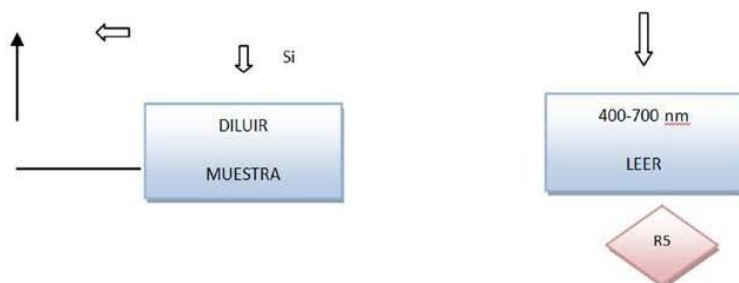 Si
DILUIR
MUESTRA
400-700 nm
LEER
R5